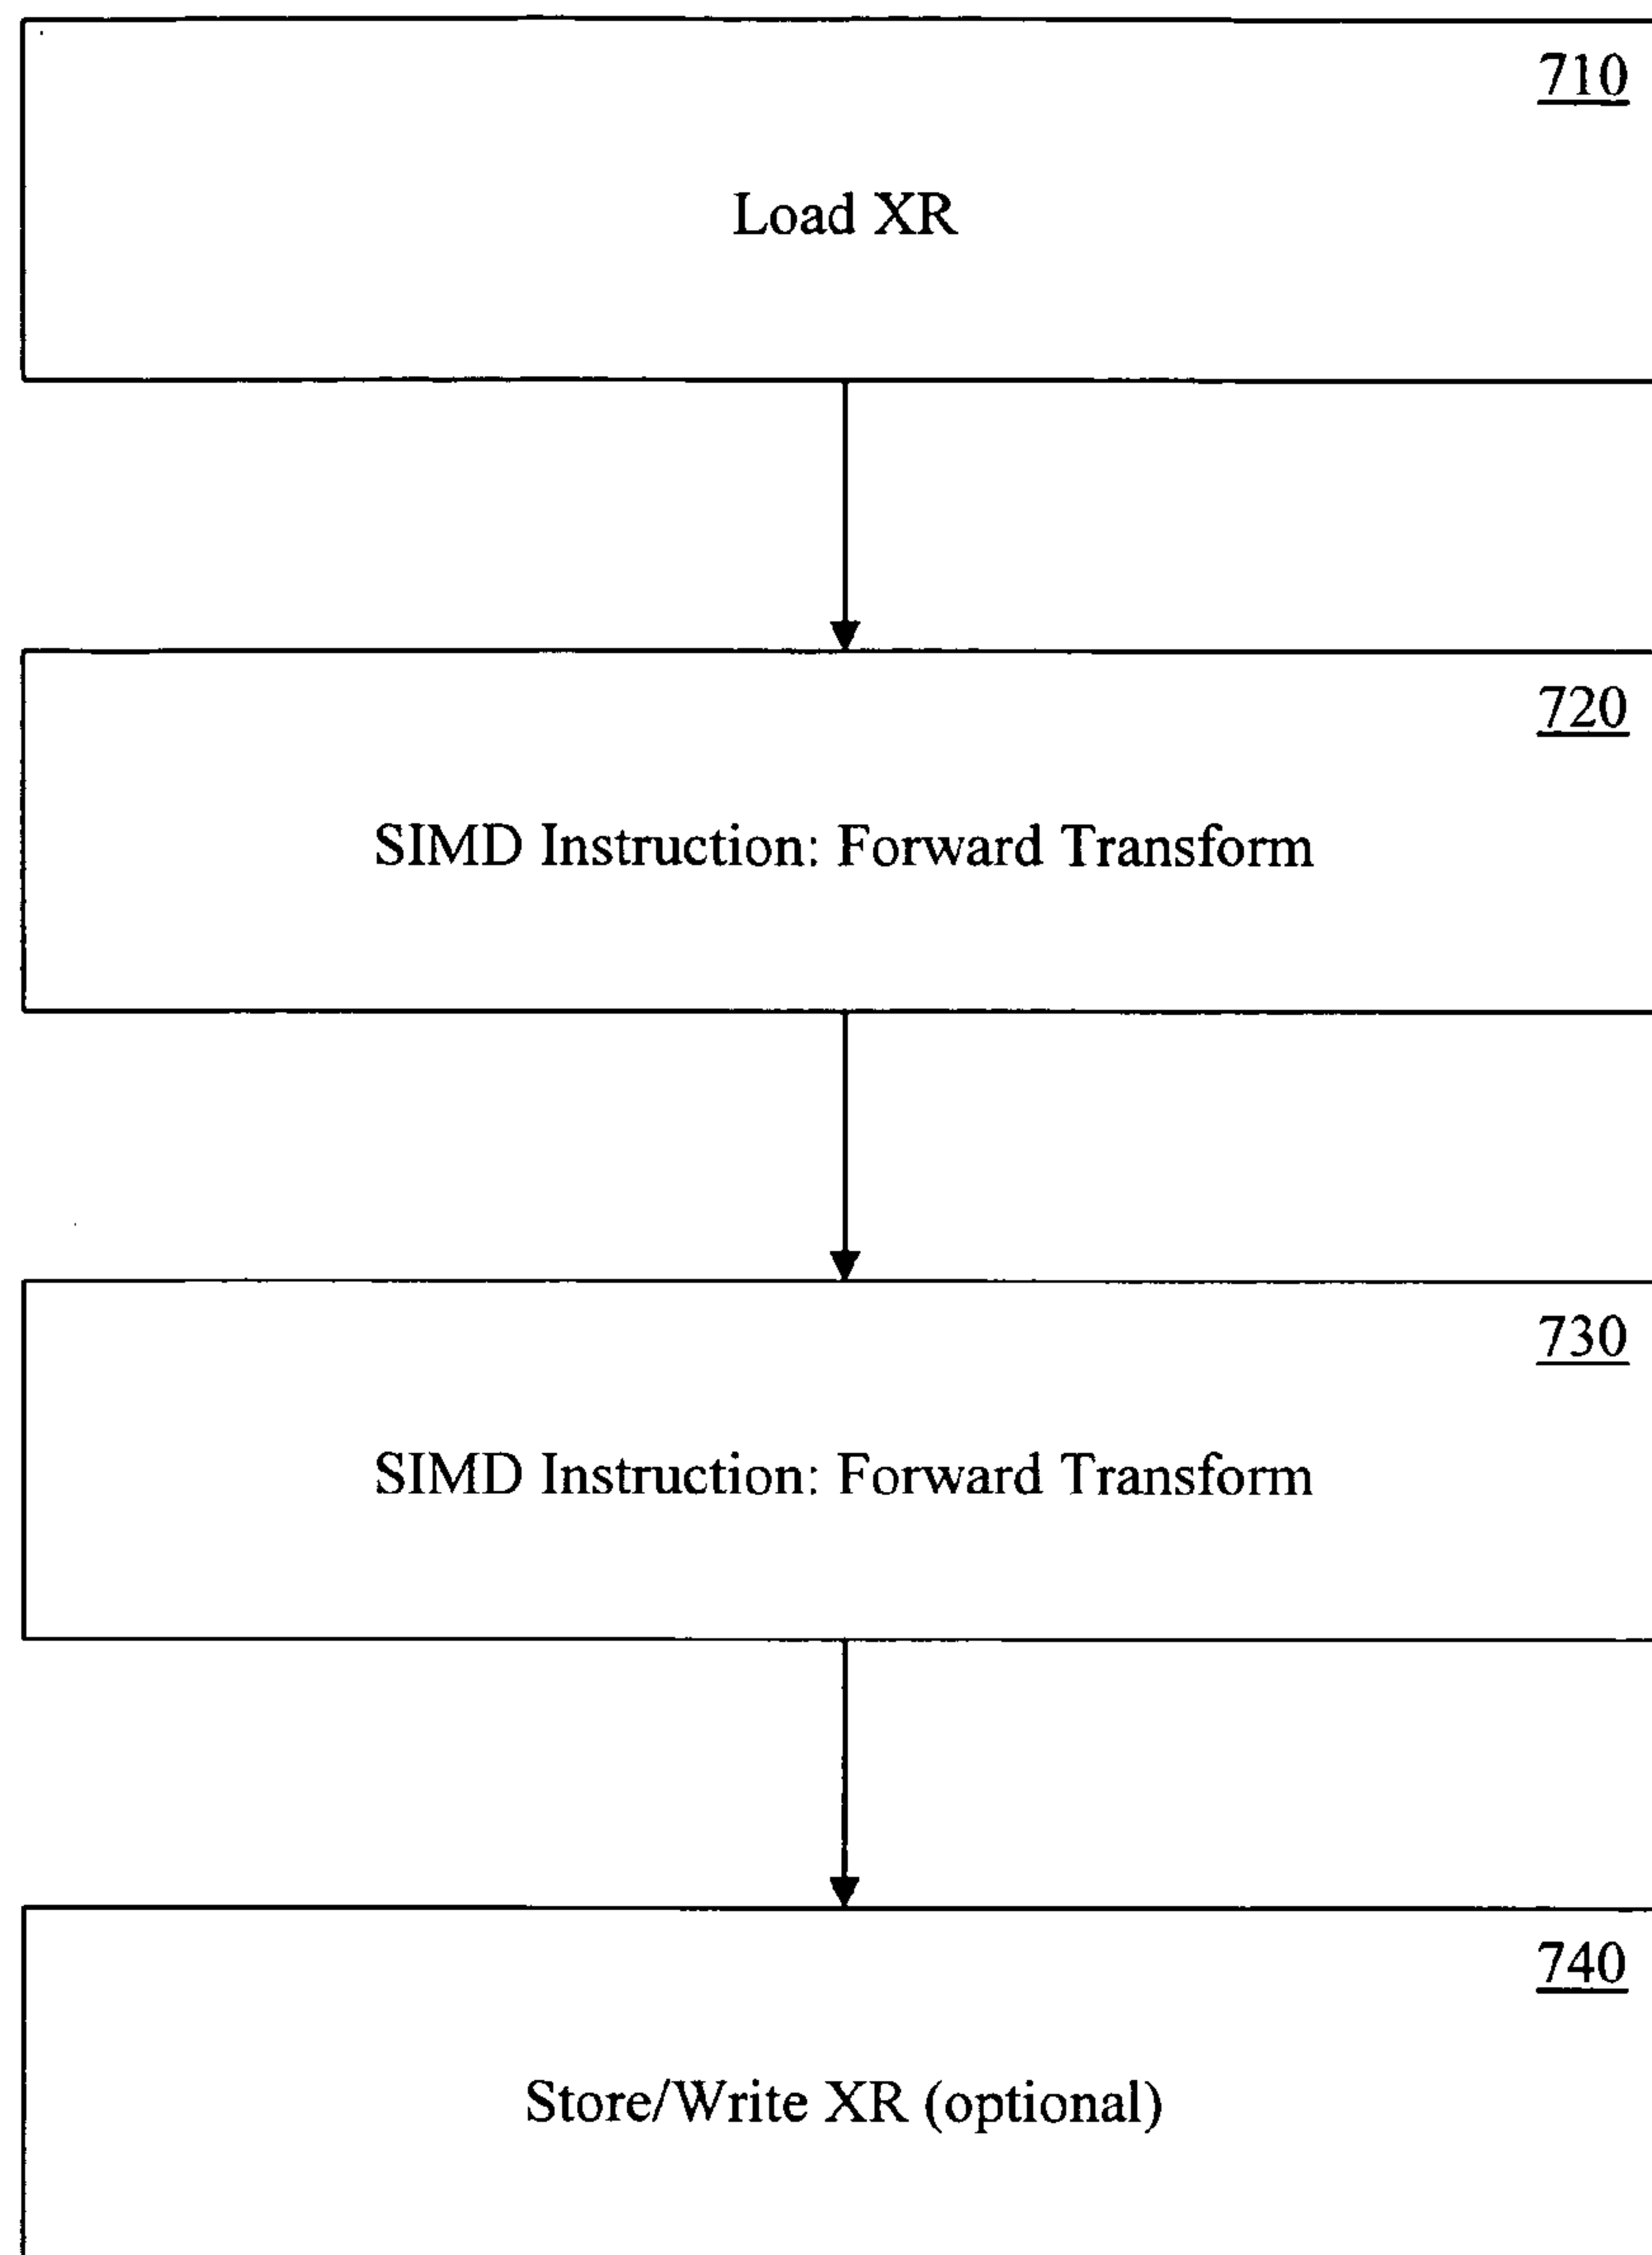 710
Load XR
720
SIMD Instruction: Forward Transform
730
SIMD Instruction: Forward Transform
740
Store/Write XR (optional)